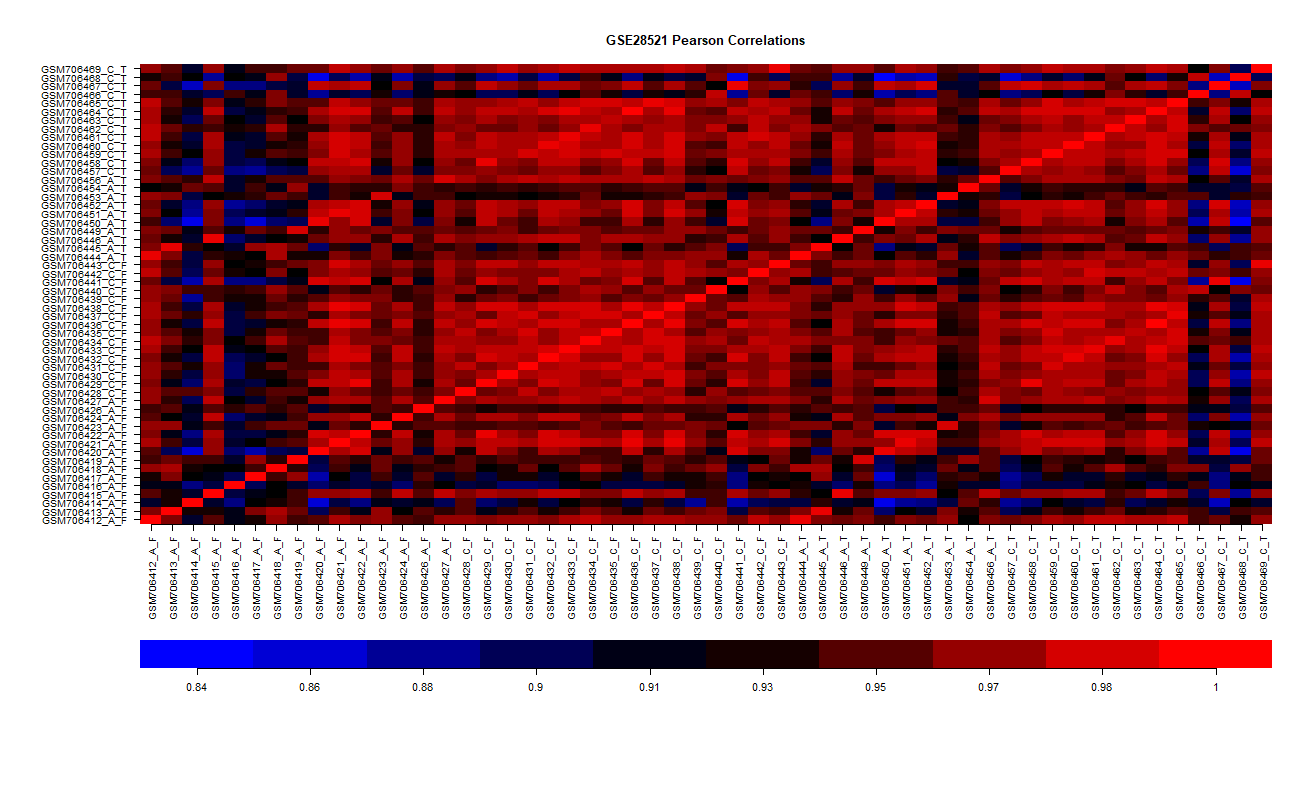 GSE28521 Pearson Correlations
GSM706469_C_T
GSM706468_C_T
GSM706467_C_T
GSM706466_C_T
GSM706465_C_T
GSM706464_C_T
GSM706463_C_T
GSM706462_C_T
GSM706461_C_T
GSM706460_C_T
GSM706459_C_T
GSM706458_C_T
GSM706457_C_T
GSM706456_A_T
GSM706454_A_T
GSM706453_A_T
GSM706452_A_T
GSM706451_A_T
GSM706450_A_T
GSM706449_A_T
GSM706446_A_T
GSM706445_A_T
GSM706444_A_T
GSM706443_C_F
GSM706442_C_F
GSM706441_C_F
GSM706440_C_F
GSM706439_C_F
GSM706438_C_F
GSM706437_C_F
GSM706436_C_F
GSM706435_C_F
GSM706434_C_F
GSM706433_C_F
GSM706432_C_F
GSM706431_C_F
GSM706430_C_F
GSM706429_C_F
GSM706428_C_F
GSM706427_A_F
GSM706426_A_F
GSM706424_A_F
GSM706423_A_F
GSM706422_A_F
GSM706421_A_F
GSM706420_A_F
GSM706419_A_F
GSM706418_A_F
GSM706417_A_F
GSM706416_A_F
GSM706415_A_F
GSM706414_A_F
GSM706413_A_F
GSM706412_A_F
GSM706412_A_F
GSM706413_A_F
GSM706414_A_F
GSM706415_A_F
GSM706416_A_F
GSM706417_A_F
GSM706418_A_F
GSM706419_A_F
GSM706420_A_F
GSM706421_A_F
GSM706422_A_F
GSM706423_A_F
GSM706424_A_F
GSM706426_A_F
GSM706427_A_F
GSM706428_C_F
GSM706429_C_F
GSM706430_C_F
GSM706431_C_F
GSM706432_C_F
GSM706433_C_F
GSM706434_C_F
GSM706435_C_F
GSM706436_C_F
GSM706437_C_F
GSM706438_C_F
GSM706439_C_F
GSM706440_C_F
GSM706441_C_F
GSM706442_C_F
GSM706443_C_F
GSM706444_A_T
GSM706445_A_T
GSM706446_A_T
GSM706449_A_T
GSM706450_A_T
GSM706451_A_T
GSM706452_A_T
GSM706453_A_T
GSM706454_A_T
GSM706456_A_T
GSM706457_C_T
GSM706458_C_T
GSM706459_C_T
GSM706460_C_T
GSM706461_C_T
GSM706462_C_T
GSM706463_C_T
GSM706464_C_T
GSM706465_C_T
GSM706466_C_T
GSM706467_C_T
GSM706468_C_T
GSM706469_C_T
0.84 0.86 0.88 0.9 0.91 0.93 0.95 0.97 0.98 1